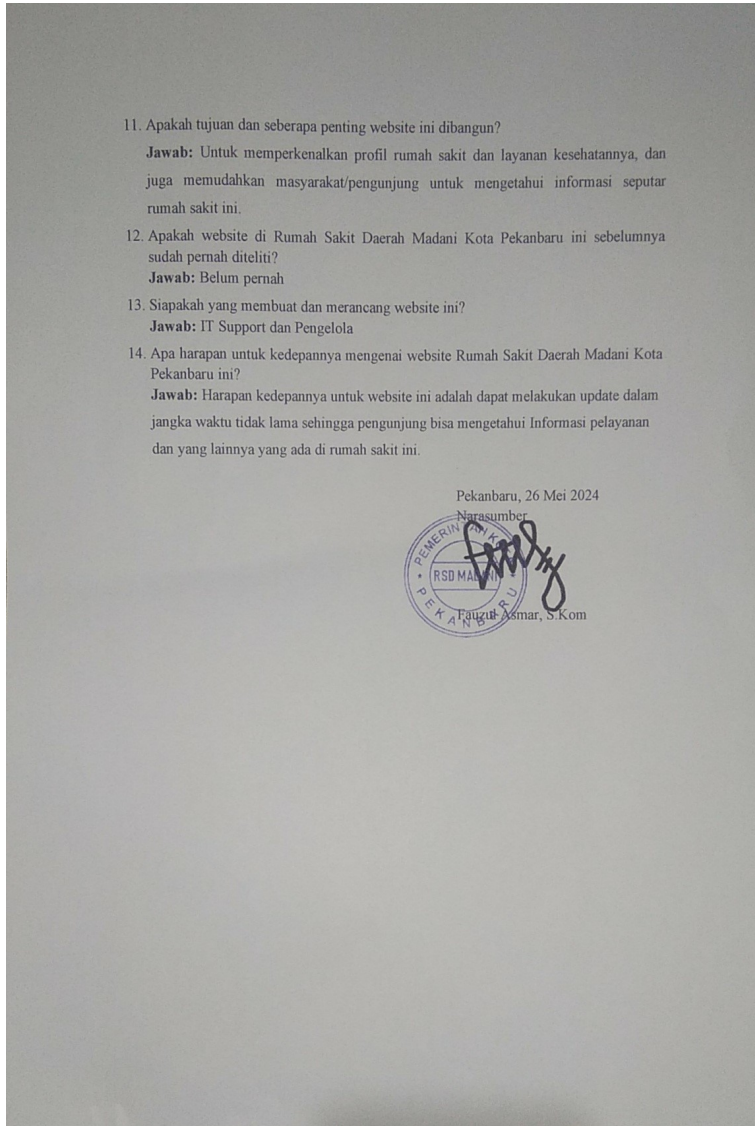 11. Apakah tujuan dan seberapa penting website ini dibangun?
Jawab: Untuk memperkenalkan profil rumah sakit dan layanan kesehatannya, dan
juga memudahkan masyarakat/pengunjung untuk mengetahui informasi seputar
rumah sakit ini.
12. Apakah website di Rumah Sakit Daerah Madani Kota Pekanbaru ini sebelumnya
sudah pernah diteliti?
Jawab: Belum pernah
13. Siapakah yang membuat dan merancang website ini?
Jawab: IT Support dan Pengelola
14. Apa harapan untuk kedepannya mengenai website Rumah Sakit Daerah Madani Kota
Pekanbaru ini?
Jawab: Harapan kedepannya untuk website ini adalah dapat melakukan update dalam
jangka waktu tidak lama sehingga pengunjung bisa mengetahui Informasi pelayanan
dan yang lainnya yang ada di rumah sakit ini.
Pekanbaru, 26 Mei 2024
Narasumber
PEMERINTAH
RSD MADANI
PEKANBARU
Fauzul Asmar, S.Kom